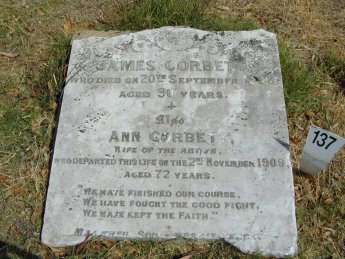 JAMES CORBETT
WHO DIED ON 20TH SEPTEMBER
AGED 91 YEARS.
Also
ANN CORBETT
WIFE OF THE ABOVE,
WHO DEPARTED THIS LIFE ON THE 2ND NOVEMBER 1909,
AGED 72 YEARS.
"WE HAVE FINISHED OUR COURSE,
WE HAVE FOUGHT THE GOOD FIGHT,
WE HAVE KEPT THE FAITH."
137